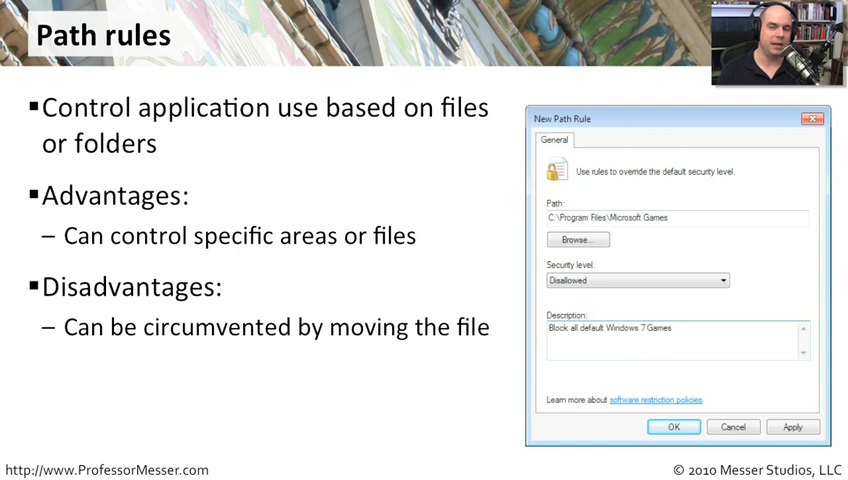 Path rules
▪Control application use based on files
or folders
▪Advantages:
– Can control specific areas or files
▪Disadvantages:
– Can be circumvented by moving the file
New Path Rule
General
Use rules to override the default security level.
Path:
C:\Program Files\Microsoft Games
Browse...
Security level:
Disallowed
Description:
Block all default Windows 7 Games
Learn more about software restriction policies
OK Cancel Apply
http://www.ProfessorMesser.com
© 2010 Messer Studios, LLC